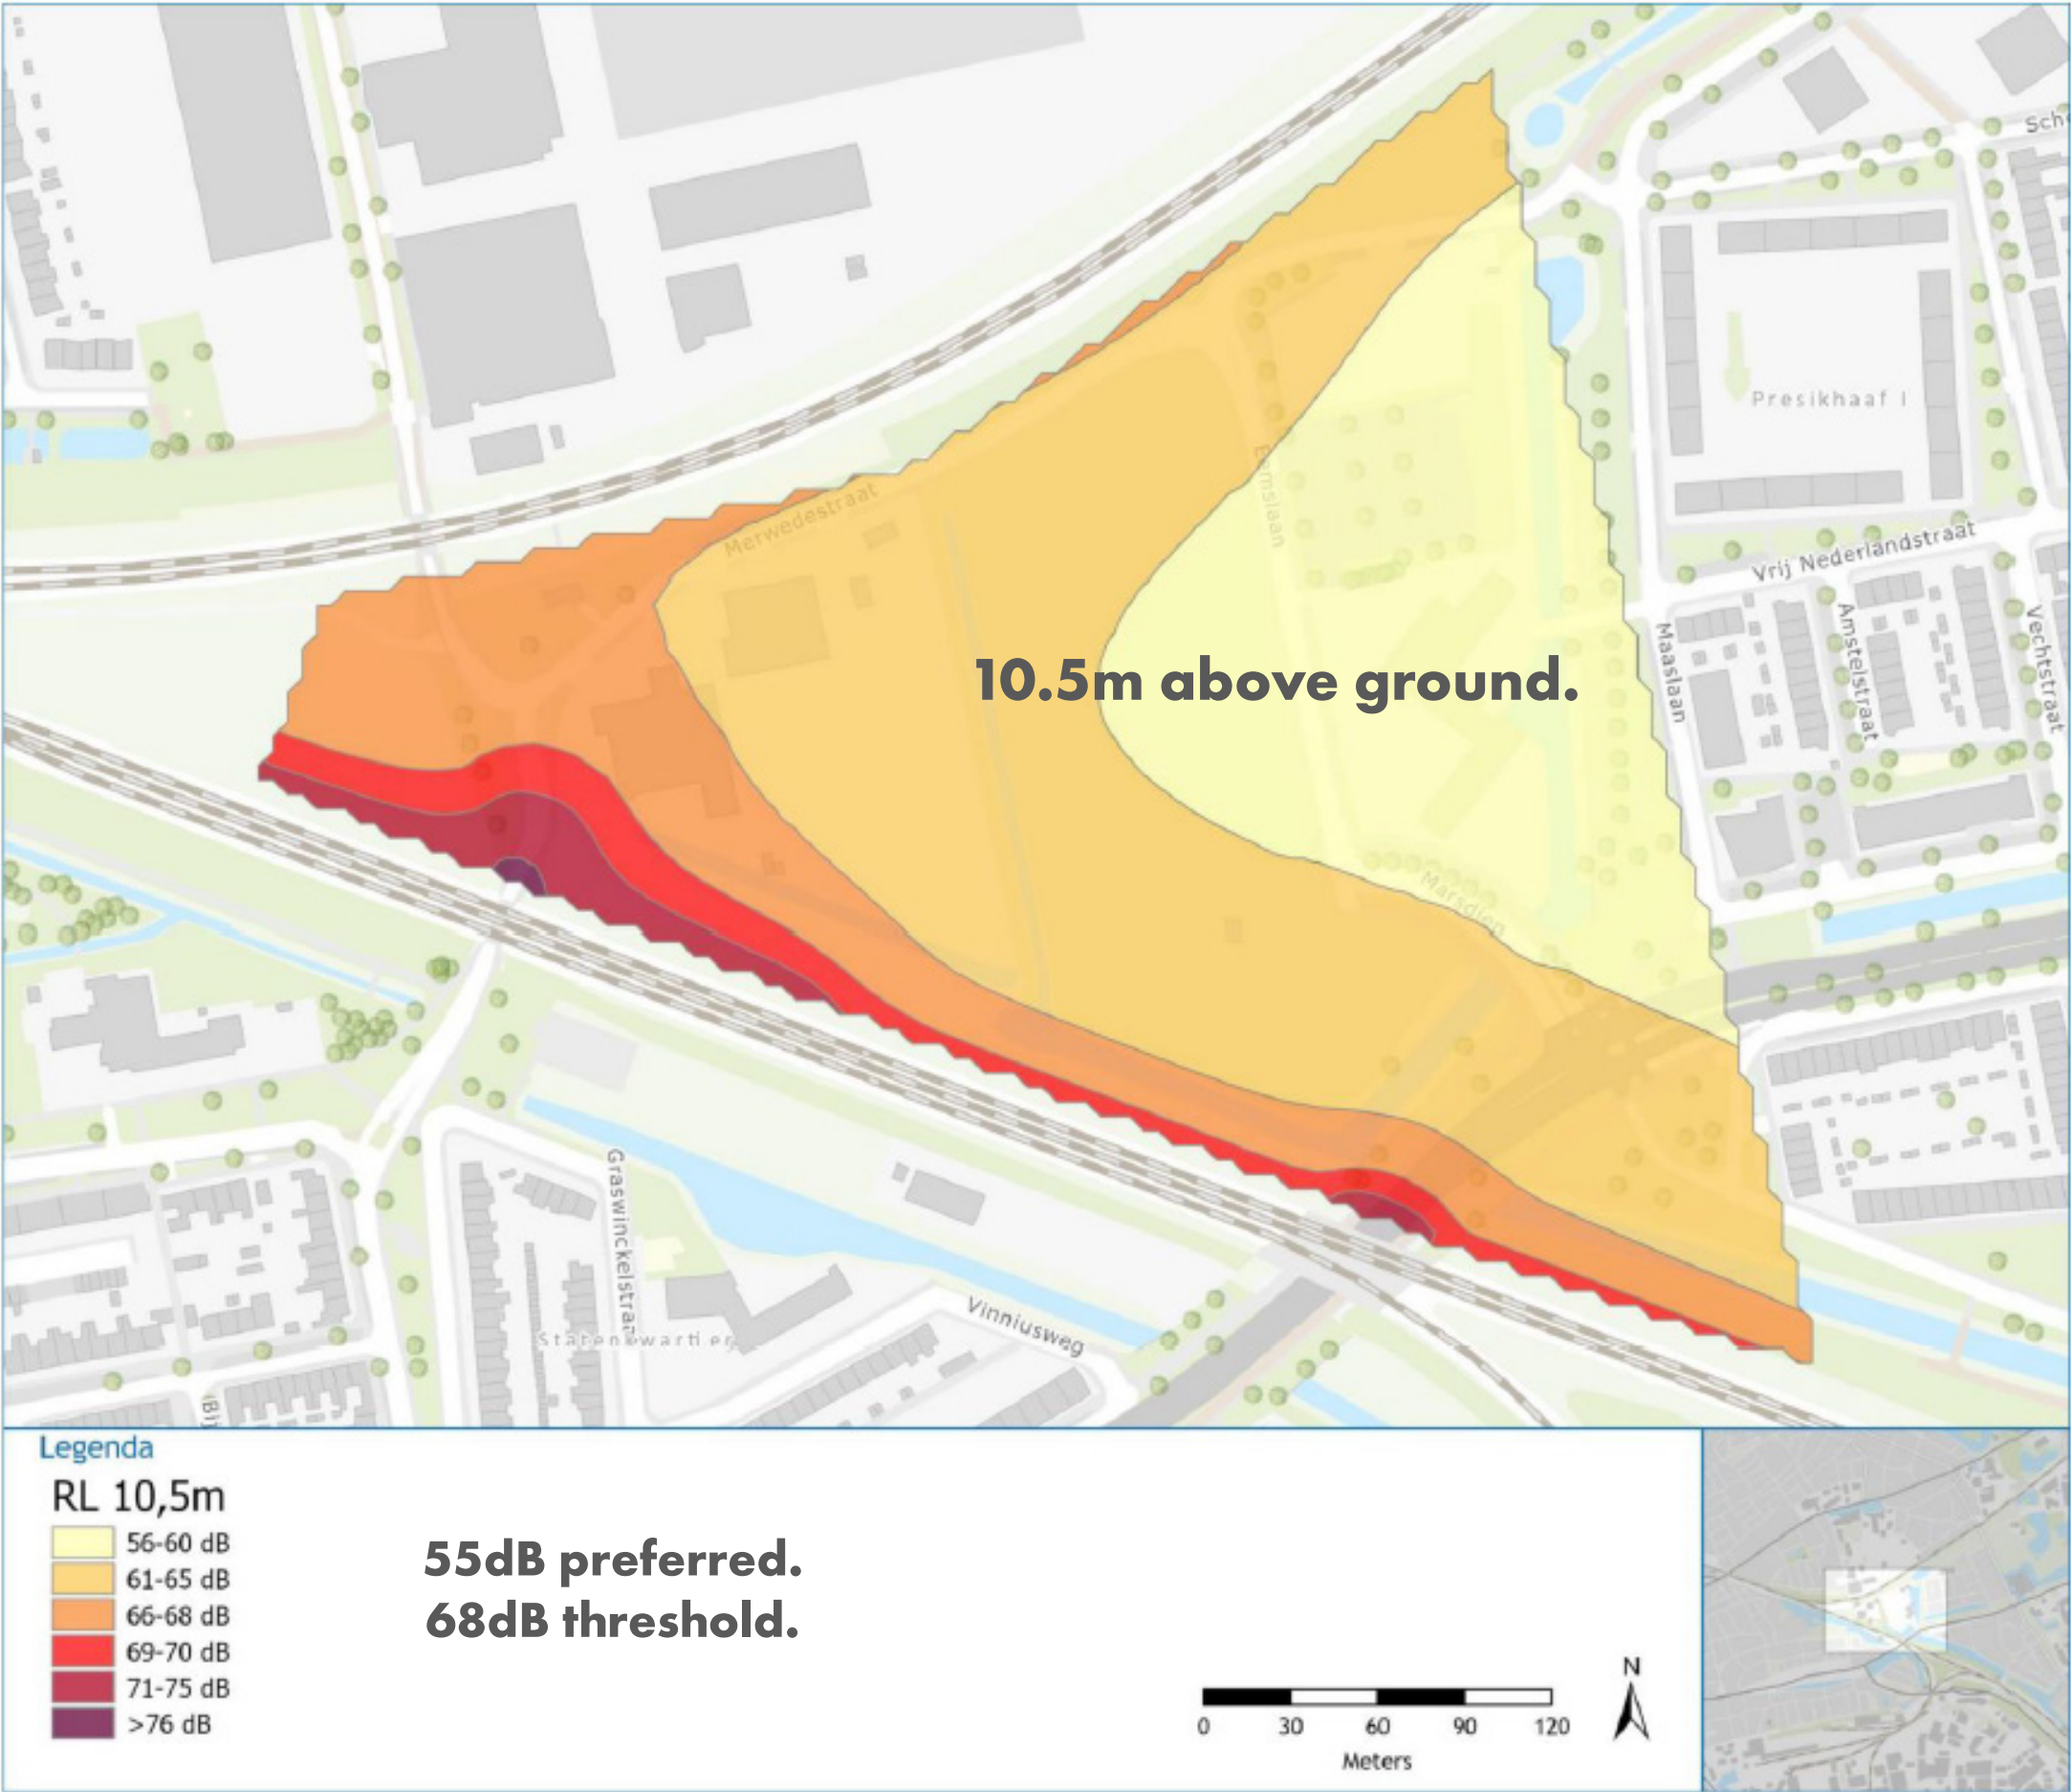 Sch
Presikhaaf I
Merwedestraat
Eemslaan
Vrij Nederlandstraat
10.5m above ground.
Maaslaan
Amstelstraat
Vechtstraat
Marsdiep
Graswinckelstraat
Vinniusweg
Statenkwartier
Legenda
RL 10,5m
56-60 dB
61-65 dB
66-68 dB
69-70 dB
71-75 dB
>76 dB
55dB preferred.
68dB threshold.
N
0 30 60 90 120
Meters